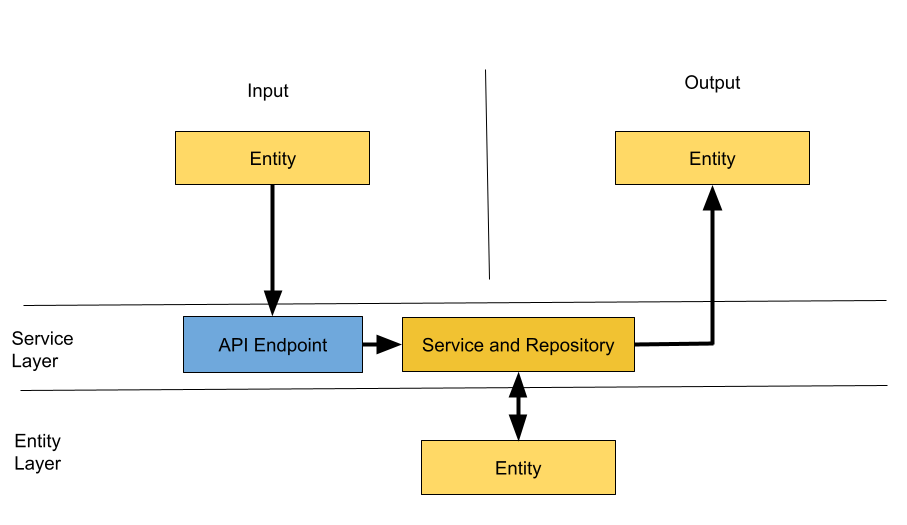 Input
Output
Entity
Entity
Service
Layer
API Endpoint
Service and Repository
Entity
Layer
Entity